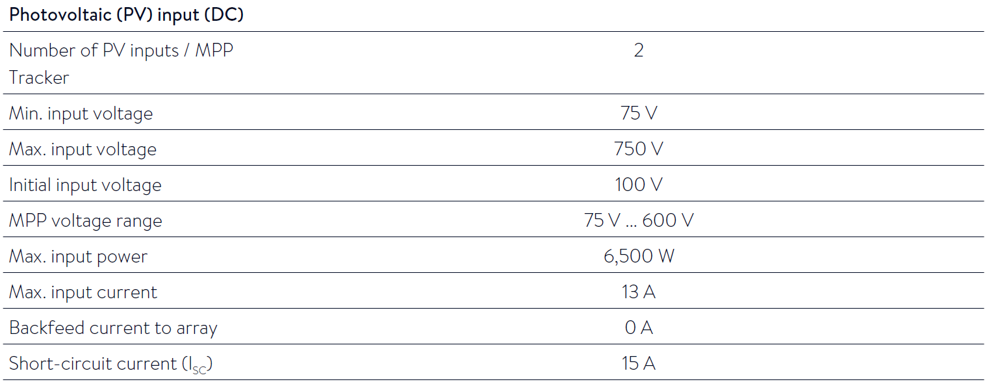 Photovoltaic (PV) input (DC)
Number of PV inputs / MPP 2
Tracker
Min. input voltage 75 V
Max. input voltage 750 V
Initial input voltage 100 V
MPP voltage range 75 V ... 600 V
Max. input power 6,500 W
Max. input current 13 A
Backfeed current to array 0 A
Short-circuit current (ISC) 15 A